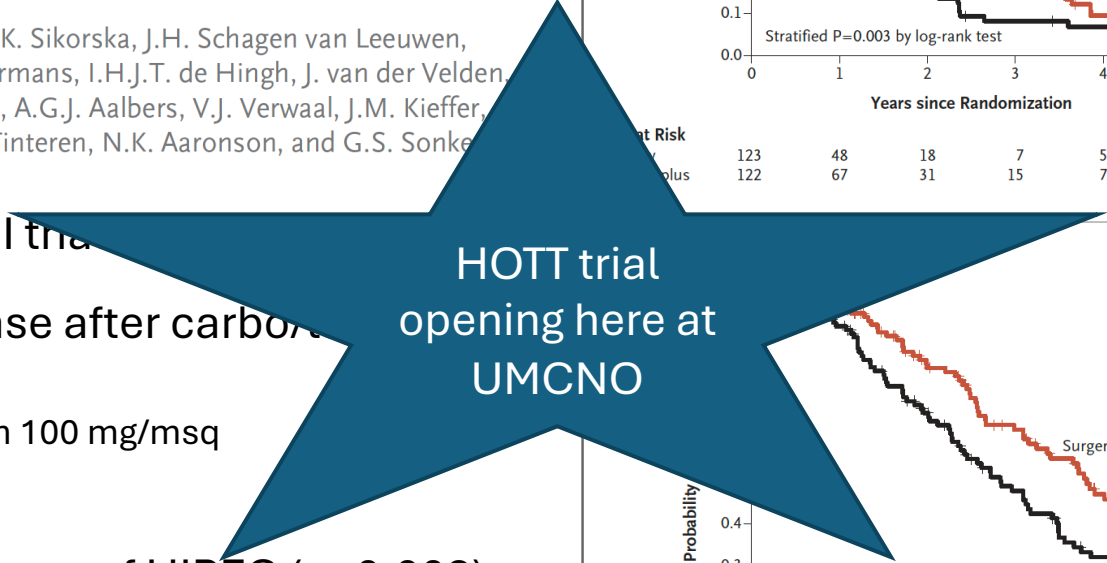 K. Sikorska, J.H. Schagen van Leeuwen,
rmans, I.H.J.T. de Hingh, J. van der Velden,
, A.G.J. Aalbers, V.J. Verwaal, J.M. Kieffer,
interen, N.K. Aaronson, and G.S. Sonke
after carbo/
100 mg/msq
HOTT trial
opening here at
UMCNO
0.1
Stratified P=0.003 by log-rank test
0.0
0 1 2 3 4
Years since Randomization
at Risk
123 48 18 7 5
plus 122 67 31 15 7
Surger
Probability
0.4